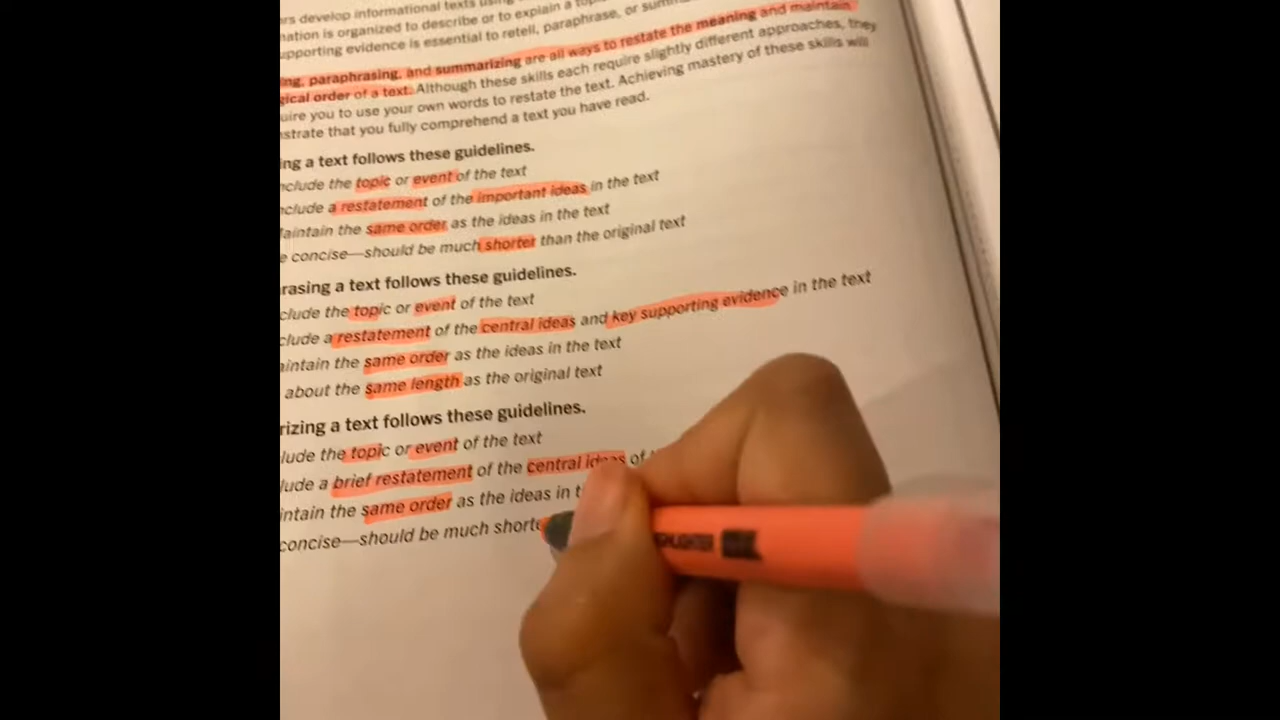 rs develop informational texts using
nation is organized to describe or to explain a
upporting evidence is essential to retell, paraphrase, or
ing, paraphrasing, and summarizing are all ways to restate the meaning and maintain
gical order of a text. Although these skills each require slightly different approaches, they
uire you to use your own words to restate the text. Achieving mastery of these skills will
nstrate that you fully comprehend a text you have read.
ing a text follows these guidelines.
nclude the topic or event of the text
nclude a restatement of the important ideas in the text
aintain the same order as the ideas in the text
e concise—should be much shorter than the original text
rasing a text follows these guidelines.
clude the topic or event of the text
clude a restatement of the central ideas and key supporting evidence in the text
aintain the same order as the ideas in the text
about the same length as the original text
rizing a text follows these guidelines.
lude the topic or event of the text
lude a brief restatement of the central ideas of
intain the same order as the ideas in
concise—should be much shorte
HIGHLIGHTER